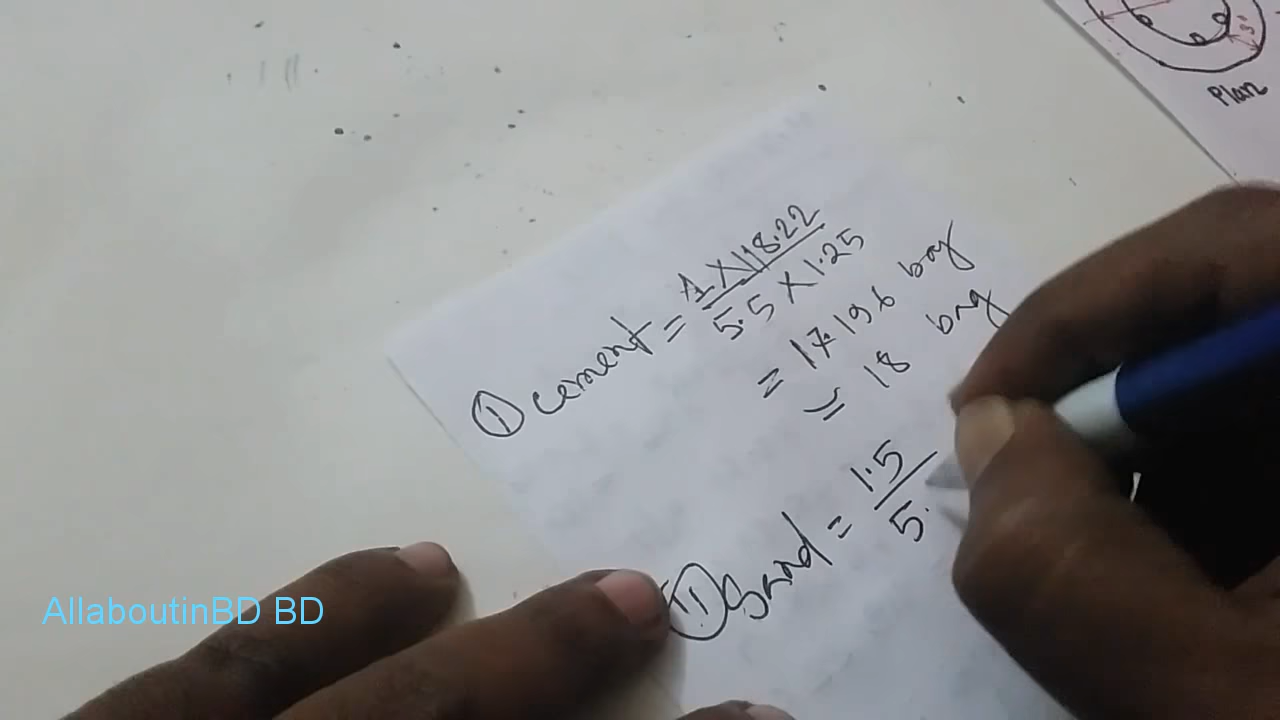 Plan
3"
① cement = 1 × 118.22
5.5 × 1.25
= 17.196 bag
≌ 18 bag
Ⅱ Sand = 1.5
5.
AllaboutinBD BD